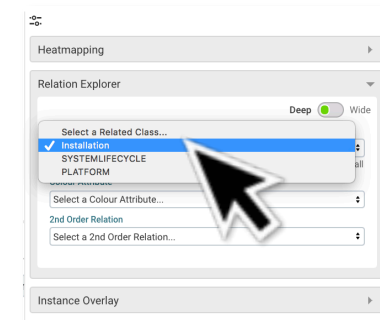 Heatmapping
Relation Explorer
Deep Wide
Select a Related Class...
✓ Installation
SYSTEMLIFECYCLE
PLATFORM
all
Colour Attribute
Select a Colour Attribute...
2nd Order Relation
Select a 2nd Order Relation...
Instance Overlay